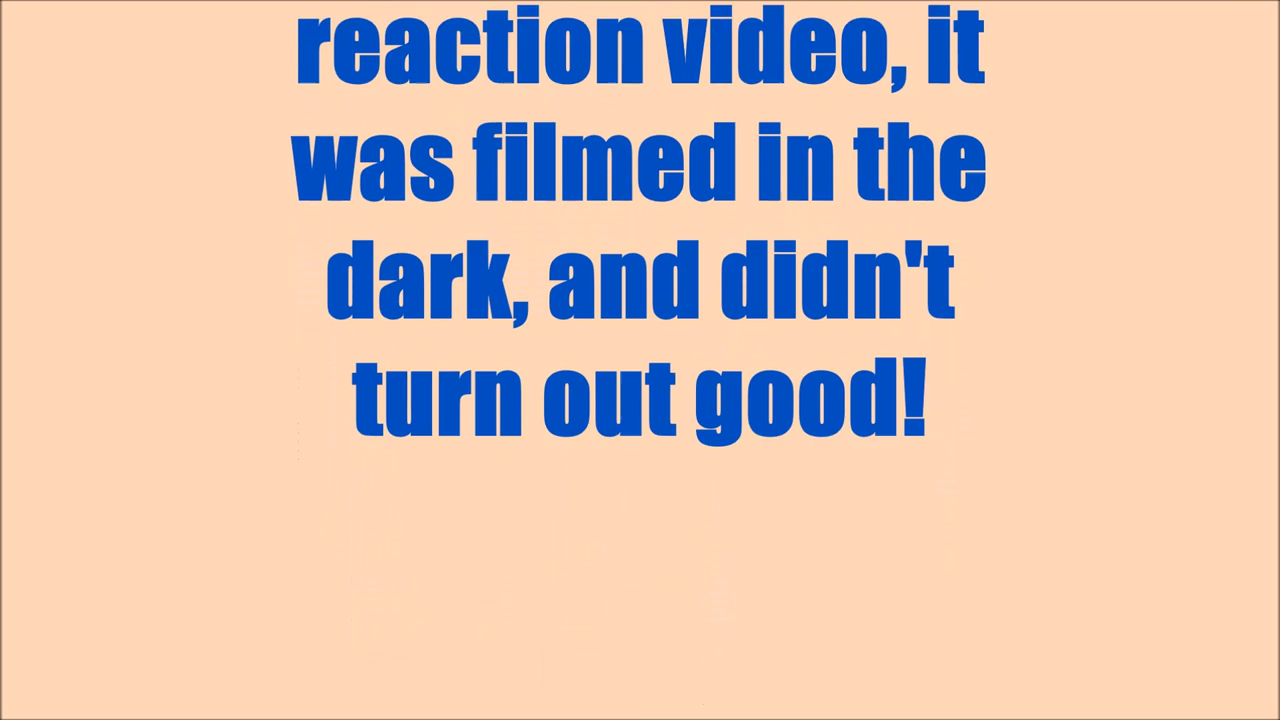 reaction video, it
was filmed in the
dark, and didn't
turn out good!